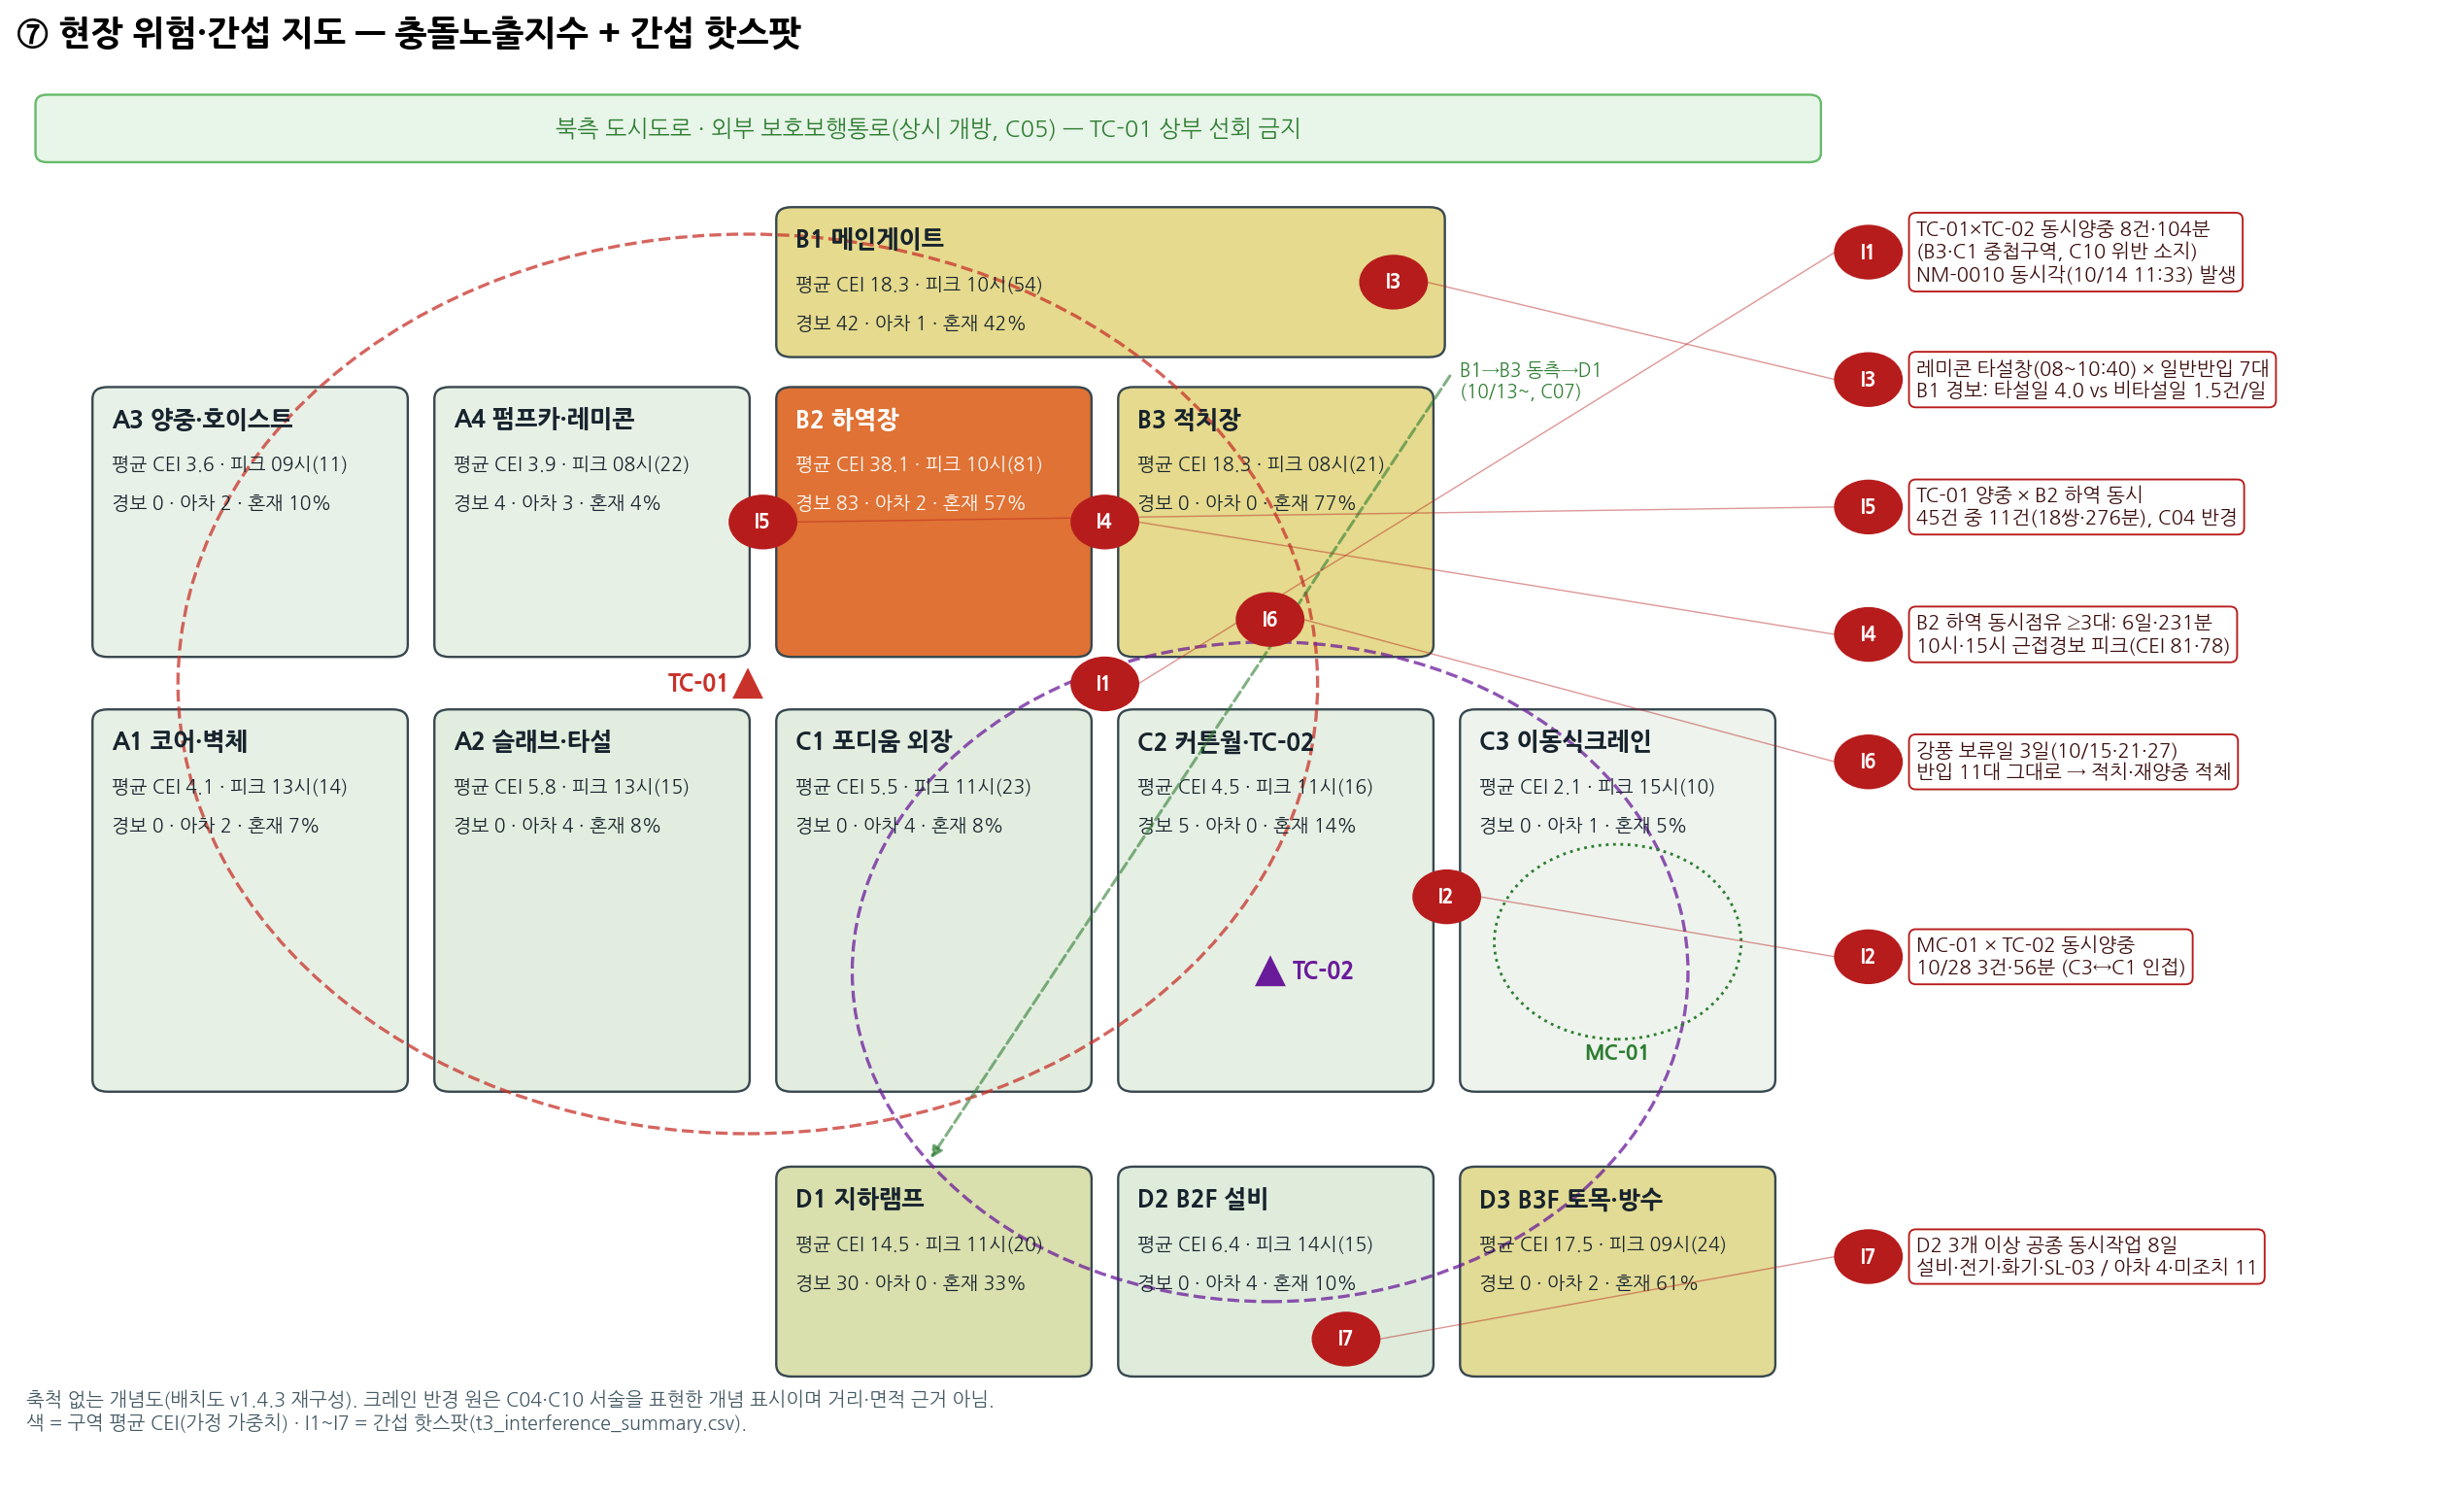 ⑦ 현장 위험·간섭 지도 — 충돌노출지수 + 간섭 핫스팟
북측 도시도로 · 외부 보호보행통로(상시 개방, C05) — TC-01 상부 선회 금지
B1 메인게이트
평균 CEI 18.3 · 피크 10시(54)
경보 42 · 아차 1 · 혼재 42%
I3
B1→B3 동측→D1
(10/13~, C07)
A3 양중·호이스트
평균 CEI 3.6 · 피크 09시(11)
경보 0 · 아차 2 · 혼재 10%
A4 펌프카·레미콘
평균 CEI 3.9 · 피크 08시(22)
경보 4 · 아차 3 · 혼재 4%
I5
B2 하역장
평균 CEI 38.1 · 피크 10시(81)
경보 83 · 아차 2 · 혼재 57%
I4
B3 적치장
평균 CEI 18.3 · 피크 08시(21)
경보 0 · 아차 0 · 혼재 77%
I6
TC-01
I1
A1 코어·벽체
평균 CEI 4.1 · 피크 13시(14)
경보 0 · 아차 2 · 혼재 7%
A2 슬래브·타설
평균 CEI 5.8 · 피크 13시(15)
경보 0 · 아차 4 · 혼재 8%
C1 포디움 외장
평균 CEI 5.5 · 피크 11시(23)
경보 0 · 아차 4 · 혼재 8%
C2 커튼월·TC-02
평균 CEI 4.5 · 피크 11시(16)
경보 5 · 아차 0 · 혼재 14%
TC-02
I2
C3 이동식크레인
평균 CEI 2.1 · 피크 15시(10)
경보 0 · 아차 1 · 혼재 5%
MC-01
D1 지하램프
평균 CEI 14.5 · 피크 11시(20)
경보 30 · 아차 0 · 혼재 33%
D2 B2F 설비
평균 CEI 6.4 · 피크 14시(15)
경보 0 · 아차 4 · 혼재 10%
I7
D3 B3F 토목·방수
평균 CEI 17.5 · 피크 09시(24)
경보 0 · 아차 2 · 혼재 61%
I1
TC-01×TC-02 동시양중 8건·104분
(B3·C1 중첩구역, C10 위반 소지)
NM-0010 동시각(10/14 11:33) 발생
I3
레미콘 타설창(08~10:40) × 일반반입 7대
B1 경보: 타설일 4.0 vs 비타설일 1.5건/일
I5
TC-01 양중 × B2 하역 동시
45건 중 11건(18쌍·276분), C04 반경
I4
B2 하역 동시점유 ≥3대: 6일·231분
10시·15시 근접경보 피크(CEI 81·78)
I6
강풍 보류일 3일(10/15·21·27)
반입 11대 그대로 → 적치·재양중 적체
I2
MC-01 × TC-02 동시양중
10/28 3건·56분 (C3↔C1 인접)
I7
D2 3개 이상 공종 동시작업 8일
설비·전기·화기·SL-03 / 아차 4·미조치 11
축척 없는 개념도(배치도 v1.4.3 재구성). 크레인 반경 원은 C04·C10 서술을 표현한 개념 표시이며 거리·면적 근거 아님.
색 = 구역 평균 CEI(가정 가중치) · I1~I7 = 간섭 핫스팟(t3_interference_summary.csv).